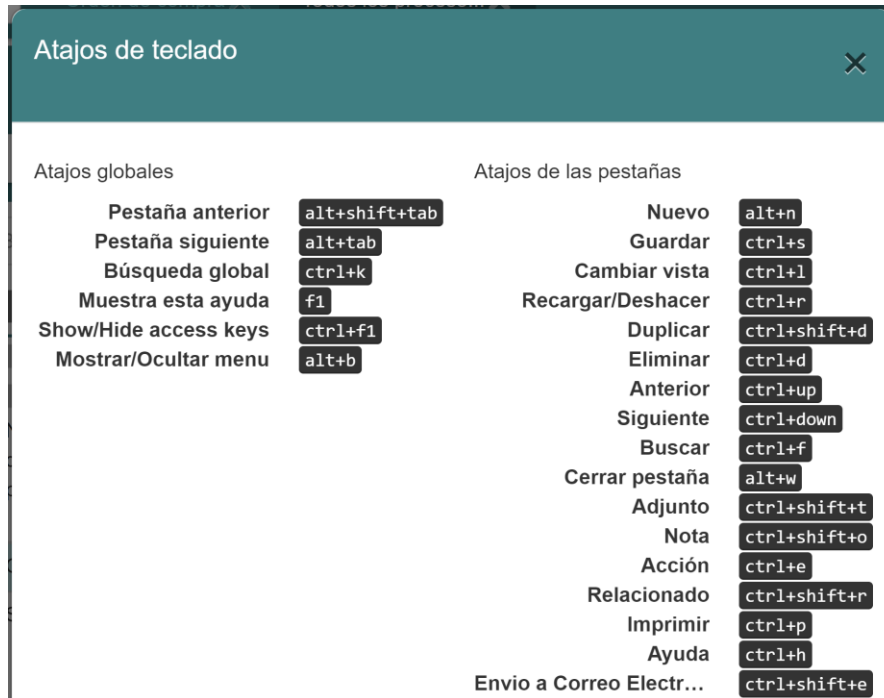 Atajos de teclado
Atajos globales
Pestaña anterior alt+shift+tab
Pestaña siguiente alt+tab
Búsqueda global ctrl+k
Muestra esta ayuda f1
Show/Hide access keys ctrl+f1
Mostrar/Ocultar menu alt+b
Atajos de las pestañas
Nuevo alt+n
Guardar ctrl+s
Cambiar vista ctrl+l
Recargar/Deshacer ctrl+r
Duplicar ctrl+shift+d
Eliminar ctrl+d
Anterior ctrl+up
Siguiente ctrl+down
Buscar ctrl+f
Cerrar pestaña alt+w
Adjunto ctrl+shift+t
Nota ctrl+shift+o
Acción ctrl+e
Relacionado ctrl+shift+r
Imprimir ctrl+p
Ayuda ctrl+h
Envio a Correo Electr... ctrl+shift+e